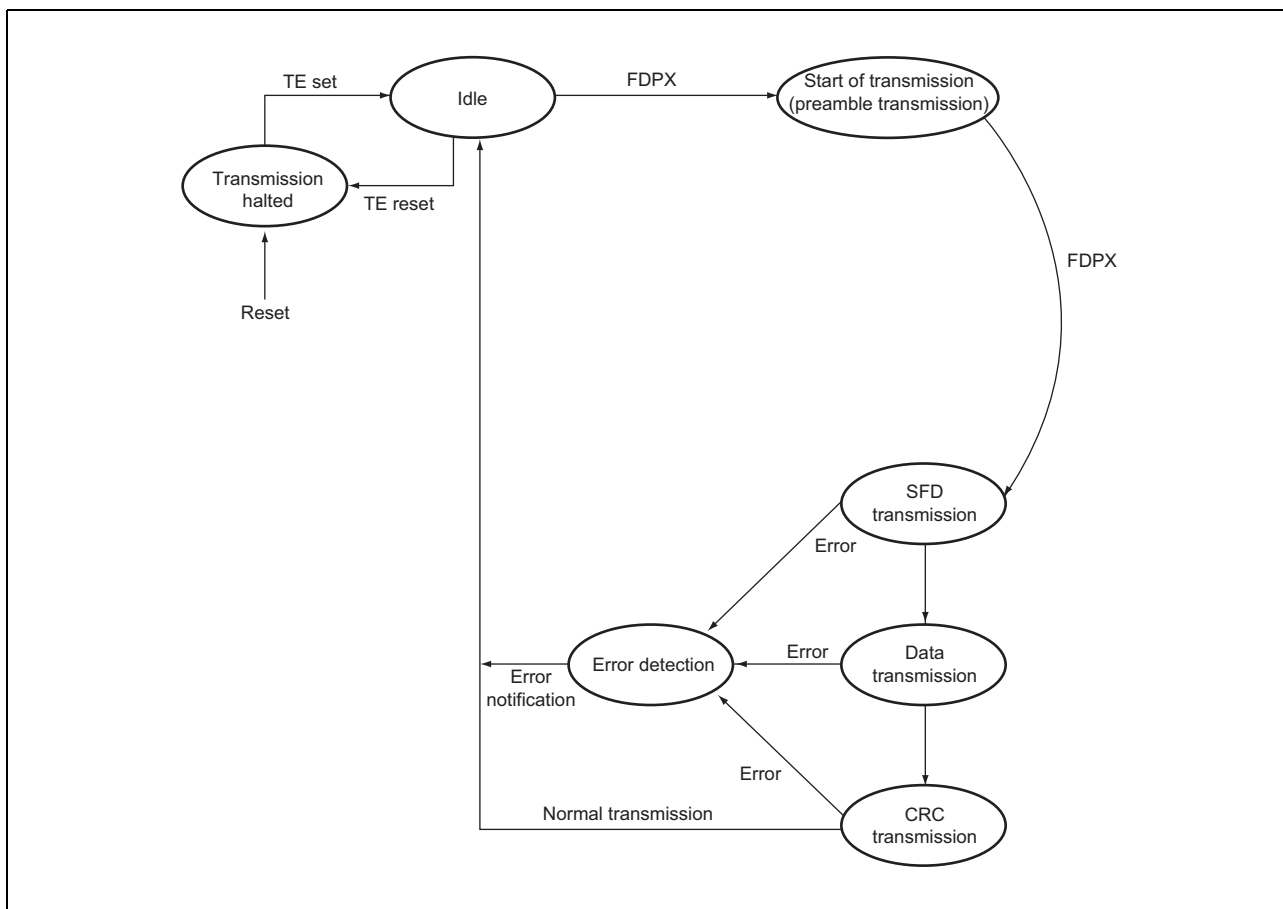 TE set
Idle
FDPX
Start of transmission
(preamble transmission)
Transmission
halted
TE reset
Reset
FDPX
SFD
transmission
Error
Error detection
Error
Data
transmission
Error
notification
Error
Normal transmission
CRC
transmission